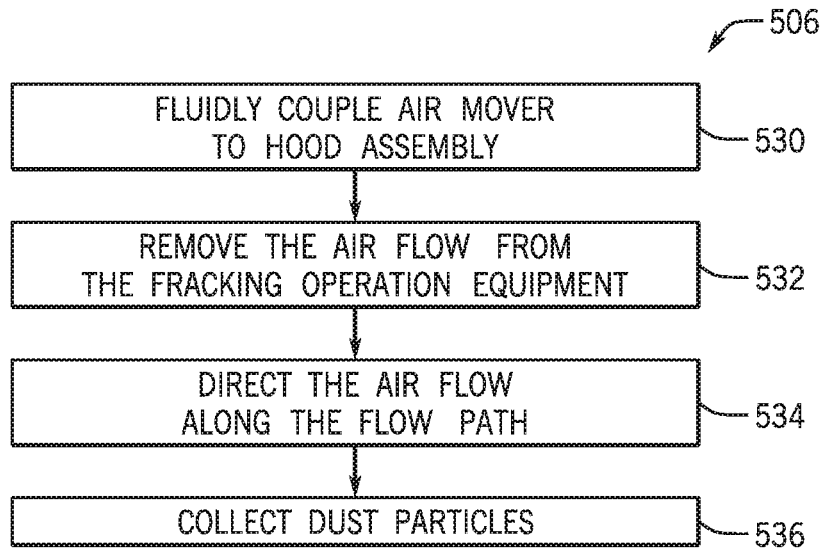 506
FLUIDLY COUPLE AIR MOVER
TO HOOD ASSEMBLY
530
REMOVE THE AIR FLOW FROM
THE FRACKING OPERATION EQUIPMENT
532
DIRECT THE AIR FLOW
ALONG THE FLOW PATH
534
COLLECT DUST PARTICLES
536